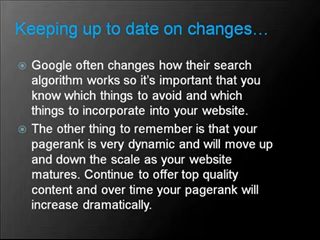 Keeping up to date on changes…
Google often changes how their search
algorithm works so it's important that you
know which things to avoid and which
things to incorporate into your website.
The other thing to remember is that your
pagerank is very dynamic and will move up
and down the scale as your website
matures. Continue to offer top quality
content and over time your pagerank will
increase dramatically.